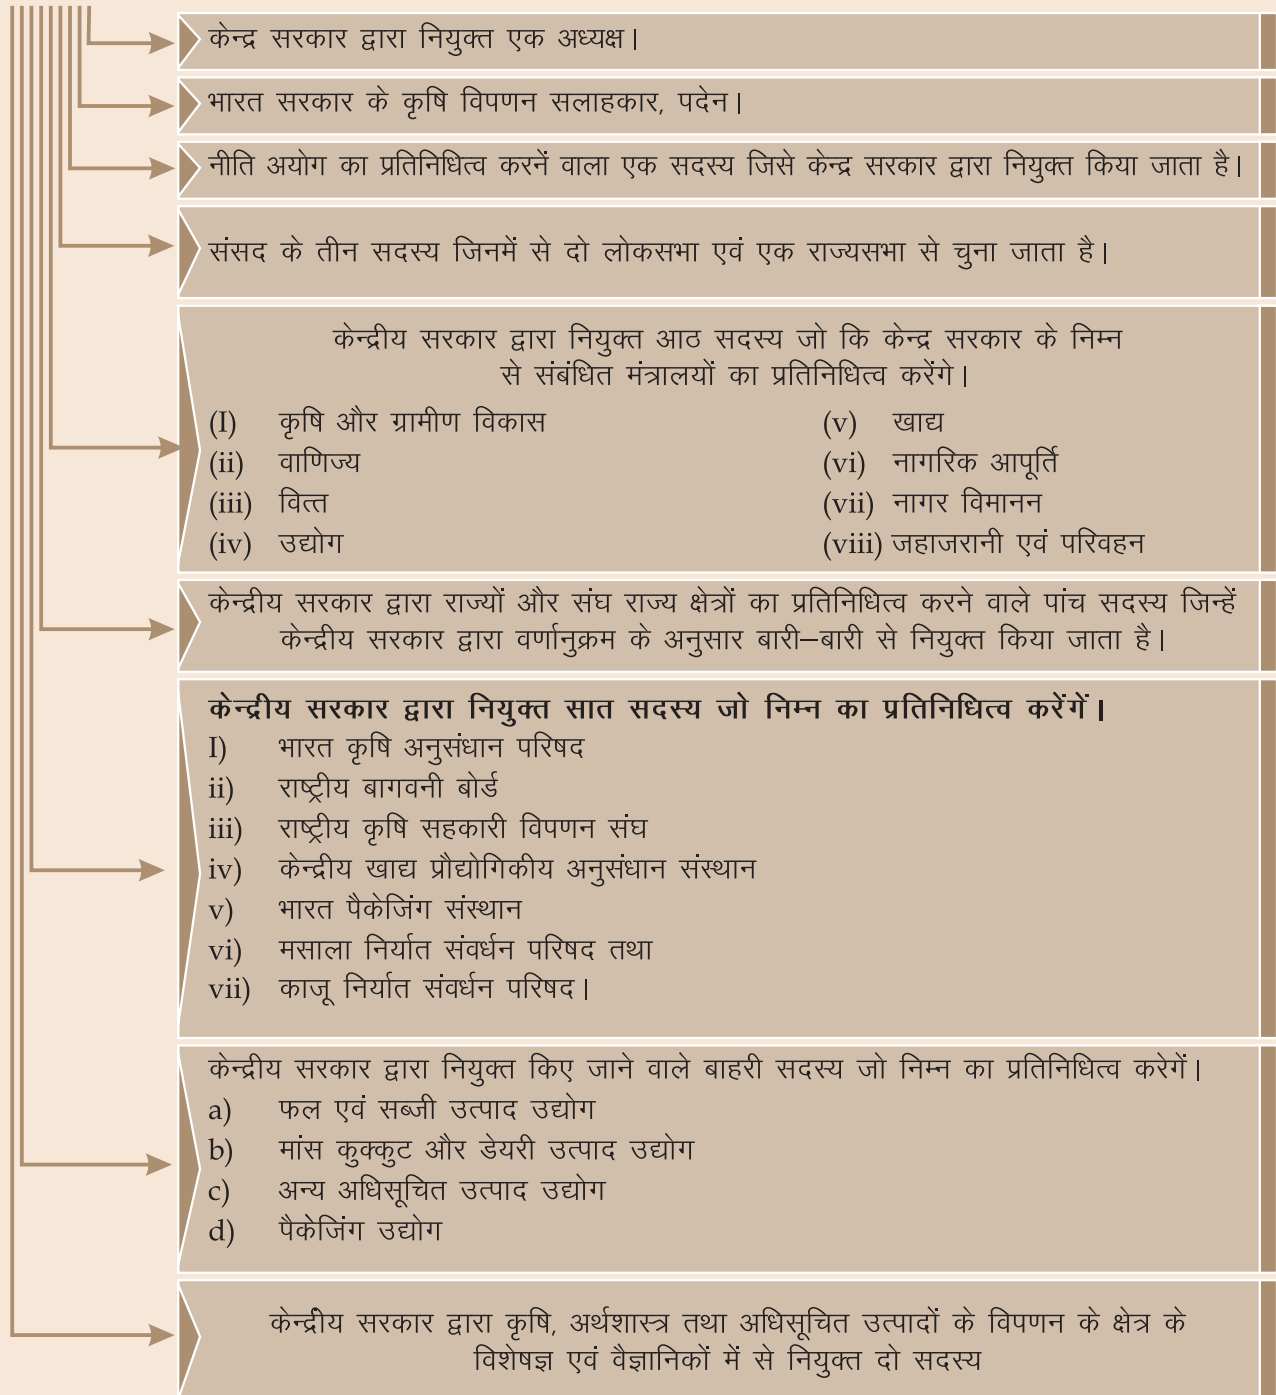 केन्द्र सरकार द्वारा नियुक्त एक अध्यक्ष।
भारत सरकार के कृषि विपणन सलाहकार, पदेन।
नीति अयोग का प्रतिनिधित्व करनें वाला एक सदस्य जिसे केन्द्र सरकार द्वारा नियुक्त किया जाता है।
संसद के तीन सदस्य जिनमें से दो लोकसभा एवं एक राज्यसभा से चुना जाता है।
केन्द्रीय सरकार द्वारा नियुक्त आठ सदस्य जो कि केन्द्र सरकार के निम्न
से संबंधित मंत्रालयों का प्रतिनिधित्व करेंगे।
(I) कृषि और ग्रामीण विकास
(ii) वाणिज्य
(iii) वित्त
(iv) उद्योग
(v) खाद्य
(vi) नागरिक आपूर्ति
(vii) नागर विमानन
(viii) जहाजरानी एवं परिवहन
केन्द्रीय सरकार द्वारा राज्यों और संघ राज्य क्षेत्रों का प्रतिनिधित्व करने वाले पांच सदस्य जिन्हें
केन्द्रीय सरकार द्वारा वर्णानुक्रम के अनुसार बारी–बारी से नियुक्त किया जाता है।
केन्द्रीय सरकार द्वारा नियुक्त सात सदस्य जो निम्न का प्रतिनिधित्व करेंगें।
I) भारत कृषि अनुसंधान परिषद
ii) राष्ट्रीय बागवनी बोर्ड
iii) राष्ट्रीय कृषि सहकारी विपणन संघ
iv) केन्द्रीय खाद्य प्रौद्योगिकीय अनुसंधान संस्थान
v) भारत पैकेजिंग संस्थान
vi) मसाला निर्यात संवर्धन परिषद तथा
vii) काजू निर्यात संवर्धन परिषद।
केन्द्रीय सरकार द्वारा नियुक्त किए जाने वाले बाहरी सदस्य जो निम्न का प्रतिनिधित्व करेगें।
a) फल एवं सब्जी उत्पाद उद्योग
b) मांस कुक्कुट और डेयरी उत्पाद उद्योग
c) अन्य अधिसूचित उत्पाद उद्योग
d) पैकेजिंग उद्योग
केन्द्रीय सरकार द्वारा कृषि, अर्थशास्त्र तथा अधिसूचित उत्पादों के विपणन के क्षेत्र के
विशेषज्ञ एवं वैज्ञानिकों में से नियुक्त दो सदस्य